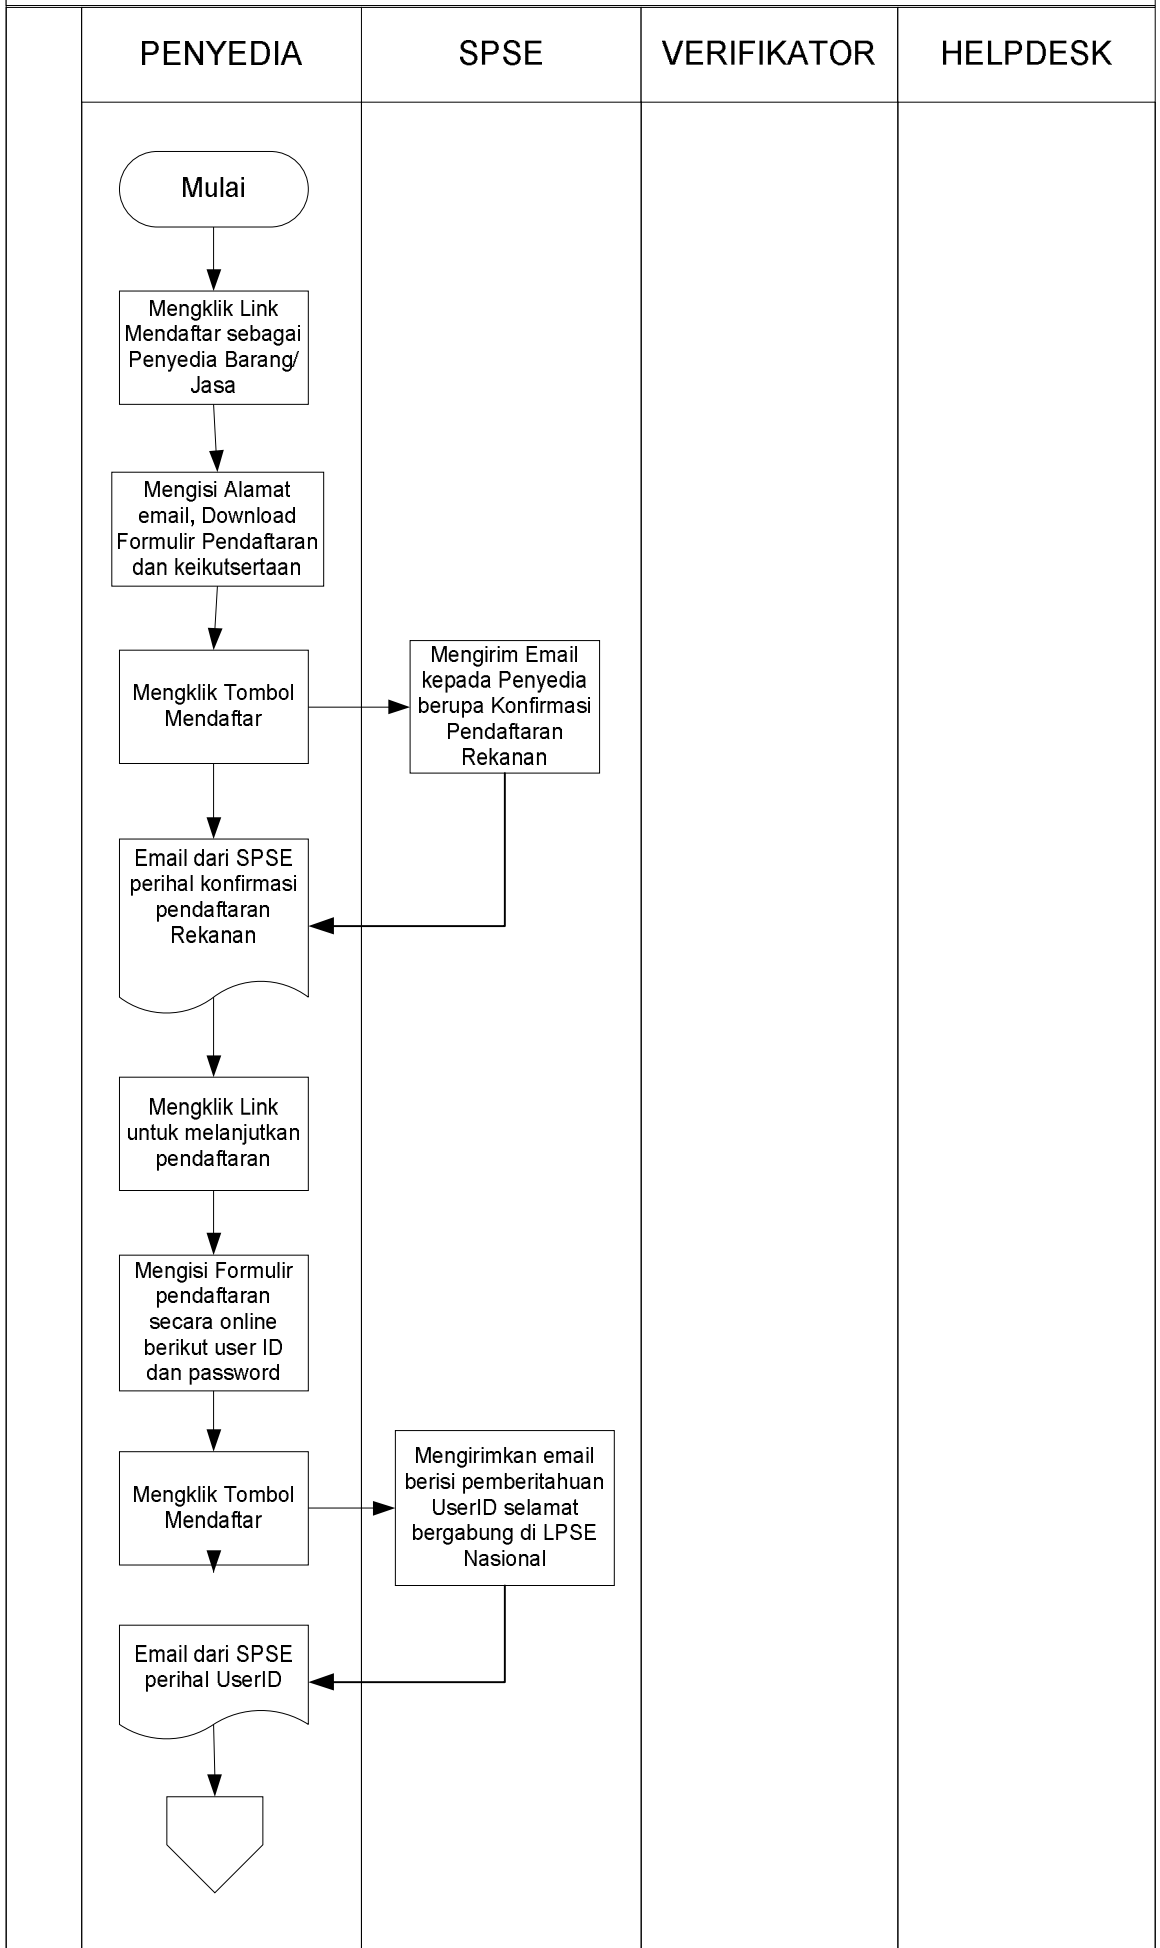 PENYEDIA
SPSE
VERIFIKATOR
HELPDESK
Mulai
Mengklik Link
Mendaftar sebagai
Penyedia Barang/
Jasa
Mengisi Alamat
email, Download
Formulir Pendaftaran
dan keikutsertaan
Mengklik Tombol
Mendaftar
Mengirim Email
kepada Penyedia
berupa Konfirmasi
Pendaftaran
Rekanan
Email dari SPSE
perihal konfirmasi
pendaftaran
Rekanan
Mengklik Link
untuk melanjutkan
pendaftaran
Mengisi Formulir
pendaftaran
secara online
berikut user ID
dan password
Mengklik Tombol
Mendaftar
Mengirimkan email
berisi pemberitahuan
UserID selamat
bergabung di LPSE
Nasional
Email dari SPSE
perihal UserID